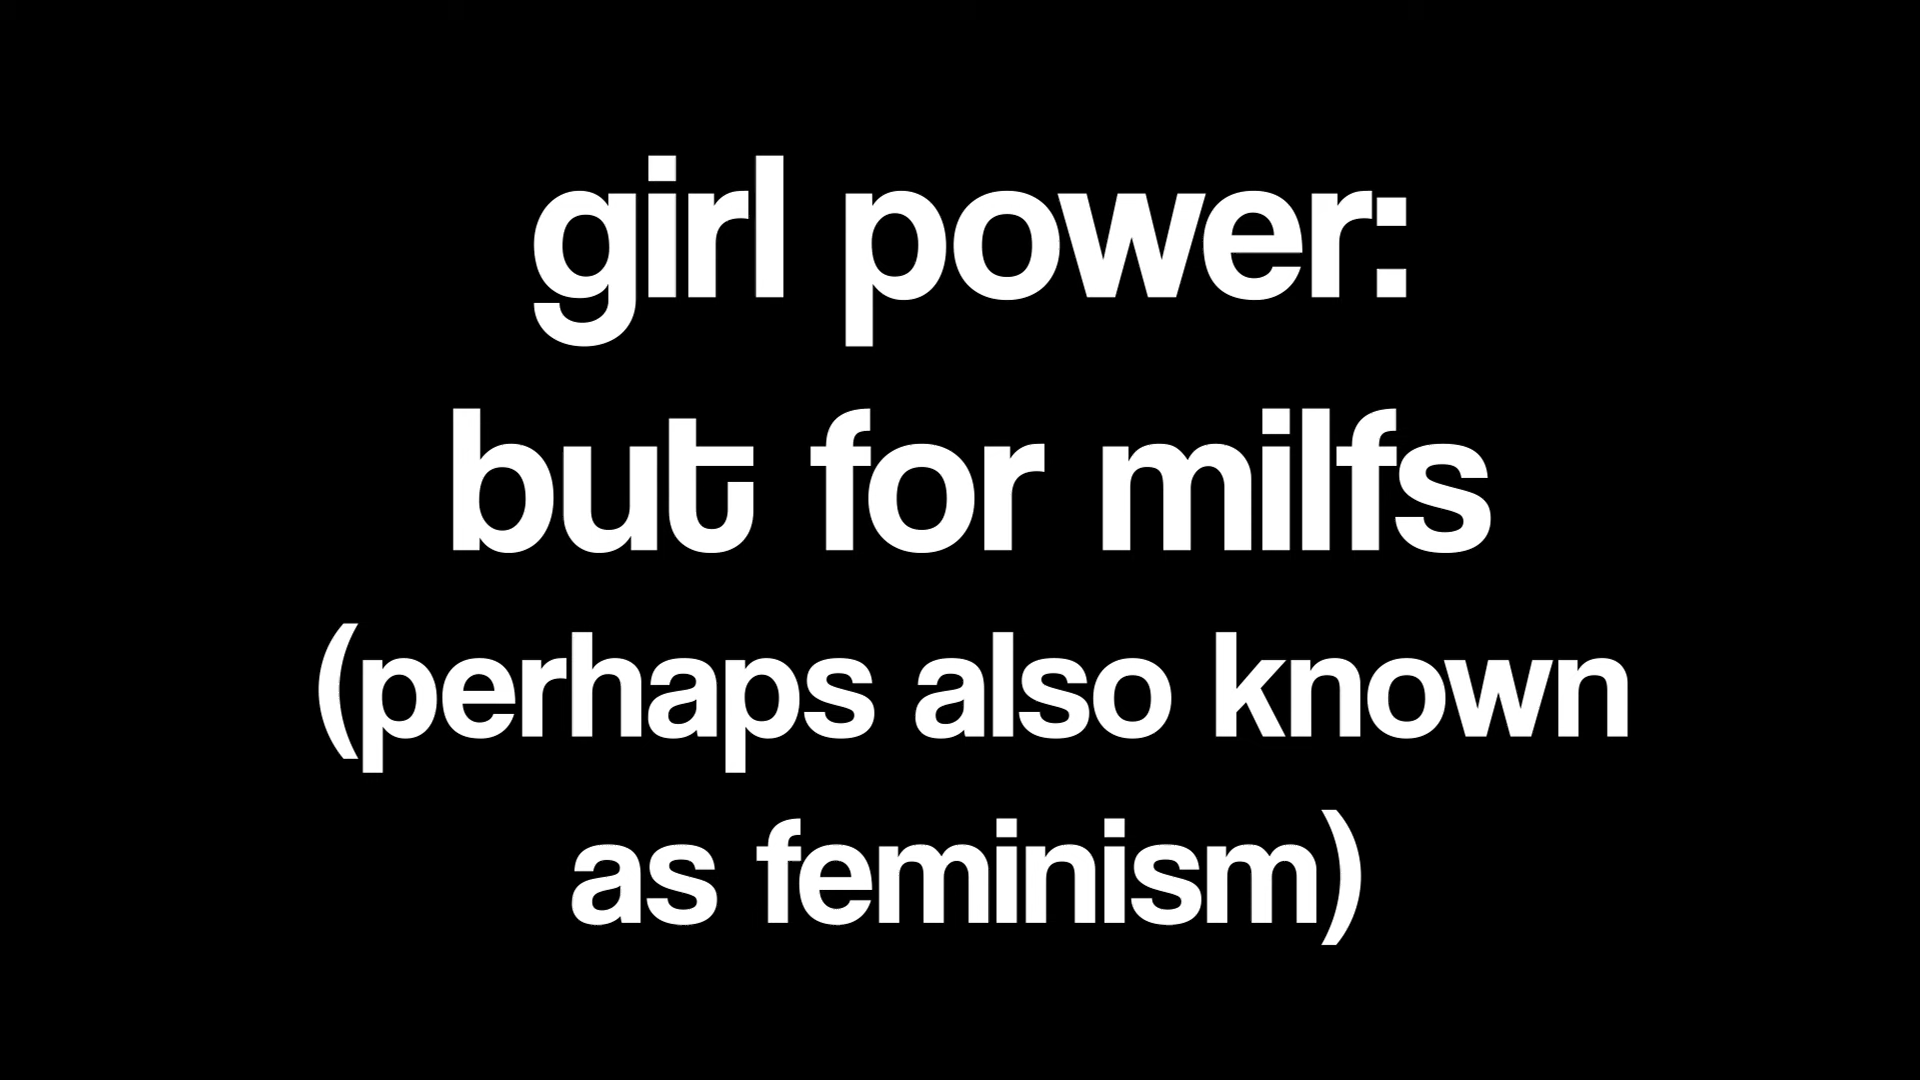 girl power:
but for milfs
(perhaps also known
as feminism)